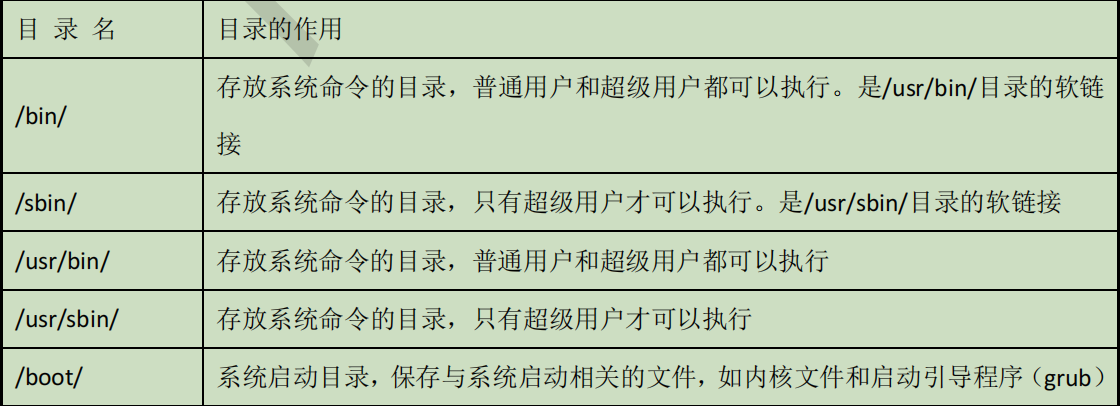 目 录 名 目录的作用
/bin/ 存放系统命令的目录，普通用户和超级用户都可以执行。是/usr/bin/目录的软链
接
/sbin/ 存放系统命令的目录，只有超级用户才可以执行。是/usr/sbin/目录的软链接
/usr/bin/ 存放系统命令的目录，普通用户和超级用户都可以执行
/usr/sbin/ 存放系统命令的目录，只有超级用户才可以执行
/boot/ 系统启动目录，保存与系统启动相关的文件，如内核文件和启动引导程序（grub）